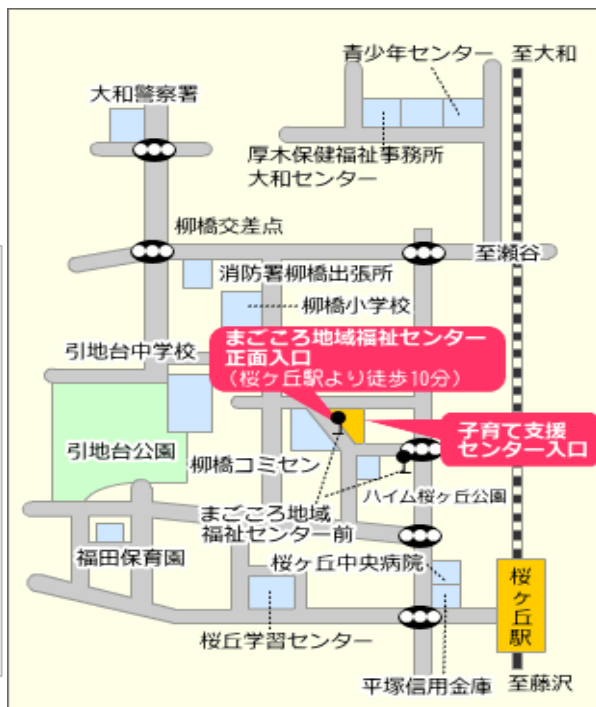 青少年センター
至大和
大和警察署
厚木保健福祉事務所
大和センター
柳橋交差点
至瀬谷
消防署柳橋出張所
柳橋小学校
まごころ地域福祉センター
正面入口
(桜ヶ丘駅より徒歩10分)
引地台中学校
子育て支援
センター入口
引地台公園
柳橋コミセン
ハイム桜ヶ丘公園
まごころ地域
福祉センター前
福田保育園
桜ヶ丘中央病院
桜ヶ丘駅
桜丘学習センター
平塚信用金庫
至藤沢